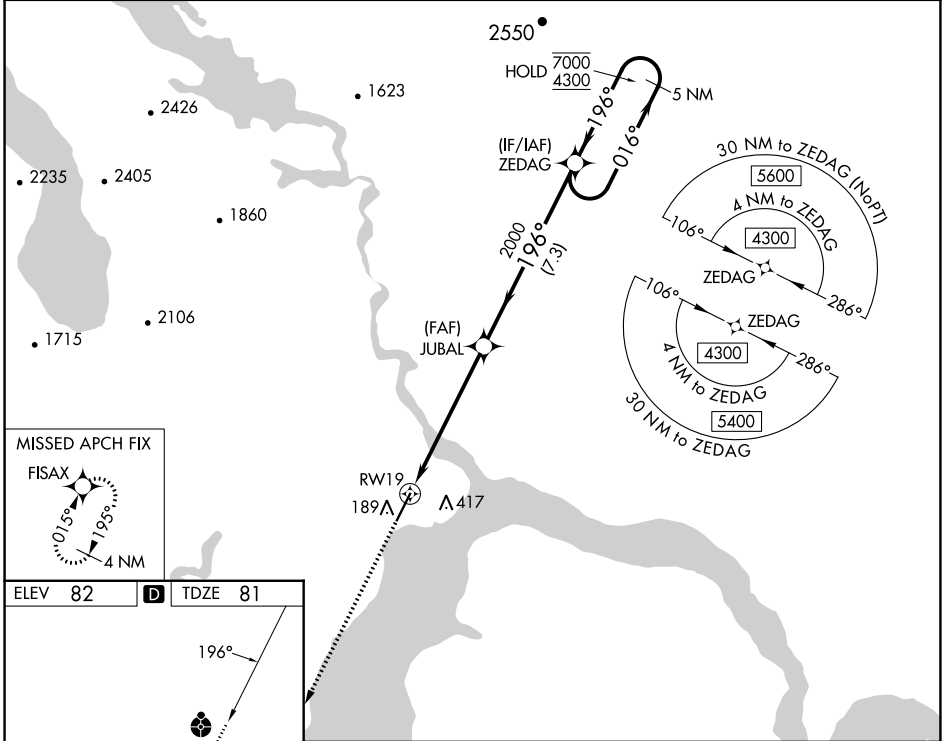 2550
HOLD 7000
4300
5 NM
196°
016°
(IF/IAF)
ZEDAG
1623
2426
2235
2405
1860
2106
1715
2000
196°
(7.3)
(FAF)
JUBAL
30 NM to ZEDAG (NoPT)
5600
4 NM to ZEDAG
4300
106°
ZEDAG
286°
106°
ZEDAG
286°
4300
4 NM to ZEDAG
5400
30 NM to ZEDAG
RW19
189
417
MISSED APCH FIX
FISAX
015°
195°
4 NM
ELEV 82
D
TDZE 81
196°